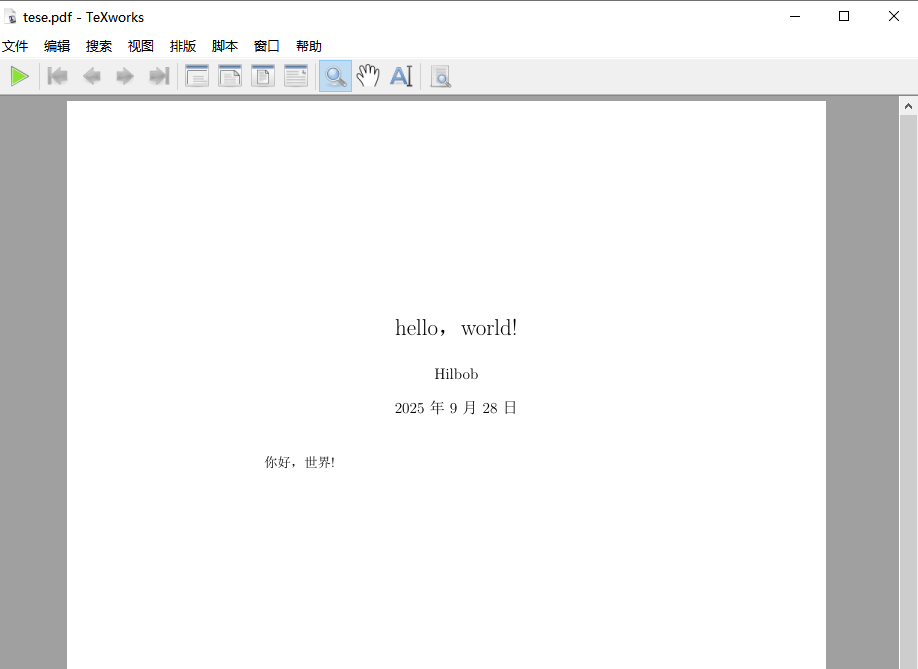 tese.pdf - TeXworks
文件 编辑 搜索 视图 排版 脚本 窗口 帮助
hello，world!
Hilbob
2025 年 9 月 28 日
你好，世界!